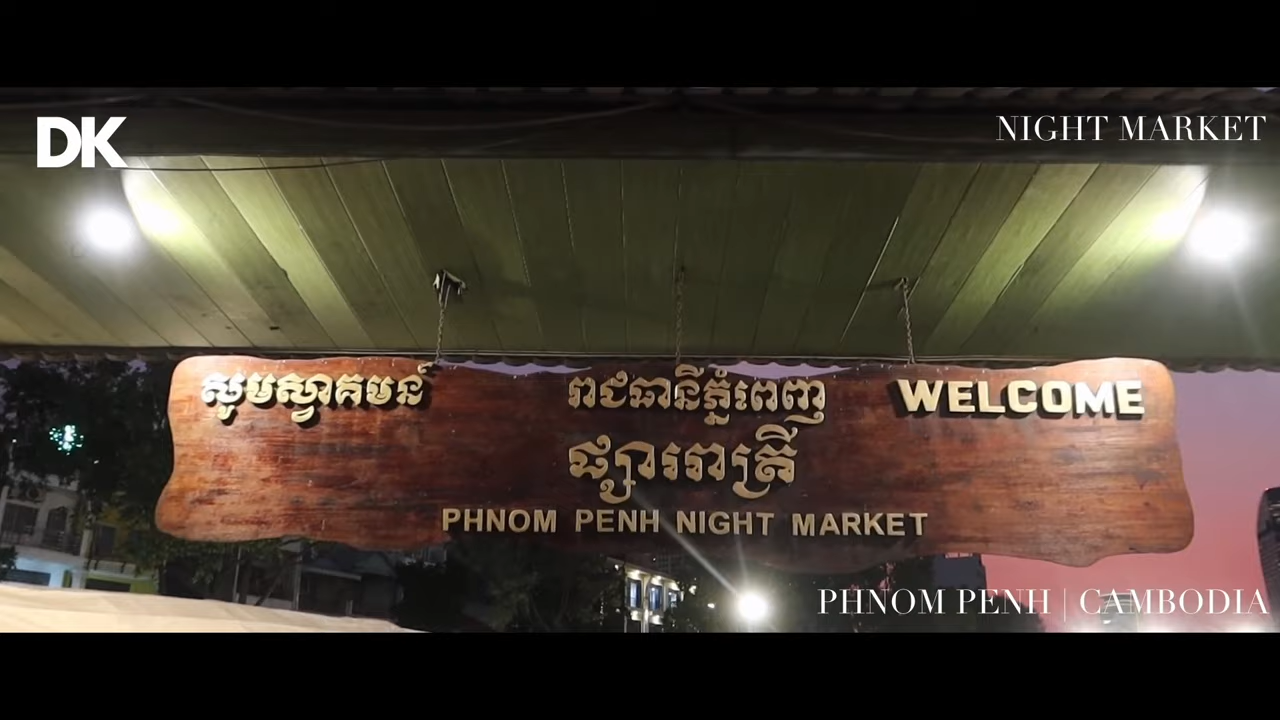 DK
NIGHT MARKET
សូមស្វាគមន៍
រាជធានីភ្នំពេញ
WELCOME
ផ្សាររាត្រី
PHNOM PENH NIGHT MARKET
PHNOM PENH | CAMBODIA